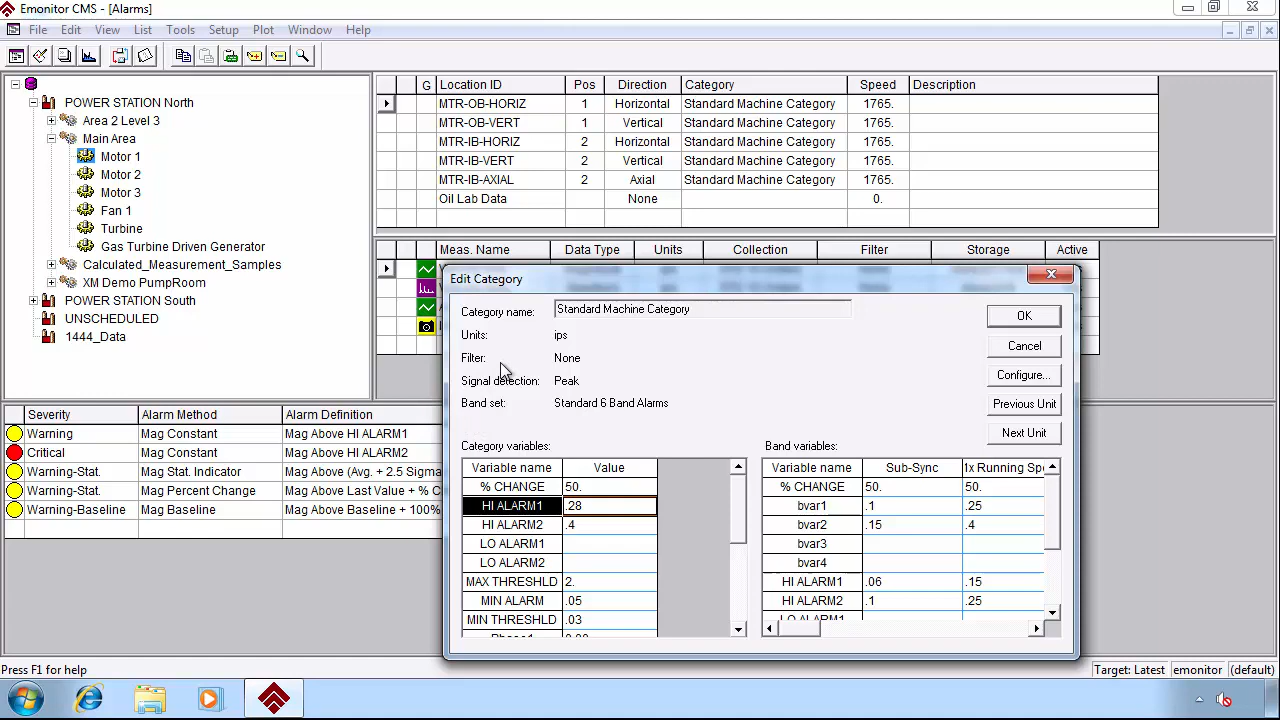 Emonitor CMS - [Alarms]
File Edit View List Tools Setup Plot Window Help
POWER STATION North
Area 2 Level 3
Main Area
Motor 1
Motor 2
Motor 3
Fan 1
Turbine
Gas Turbine Driven Generator
Calculated_Measurement_Samples
XM Demo PumpRoom
POWER STATION South
UNSCHEDULED
1444_Data
G Location ID Pos Direction Category Speed Description
MTR-OB-HORIZ 1 Horizontal Standard Machine Category 1765.
MTR-OB-VERT 1 Vertical Standard Machine Category 1765.
MTR-IB-HORIZ 2 Horizontal Standard Machine Category 1765.
MTR-IB-VERT 2 Vertical Standard Machine Category 1765.
MTR-IB-AXIAL 2 Axial Standard Machine Category 1765.
Oil Lab Data None 0.
Meas. Name Data Type Units Collection Filter Storage Active
Severity Alarm Method Alarm Definition
Warning Mag Constant Mag Above HI ALARM1
Critical Mag Constant Mag Above HI ALARM2
Warning-Stat. Mag Stat. Indicator Mag Above (Avg. + 2.5 Sigma
Warning-Stat. Mag Percent Change Mag Above Last Value + % C
Warning-Baseline Mag Baseline Mag Above Baseline + 100%
Edit Category
Category name: Standard Machine Category
Units: ips
Filter: None
Signal detection: Peak
Band set: Standard 6 Band Alarms
OK
Cancel
Configure...
Previous Unit
Next Unit
Category variables:
Variable name Value
% CHANGE 50.
HI ALARM1 .28
HI ALARM2 .4
LO ALARM1
LO ALARM2
MAX THRESHLD 2.
MIN ALARM .05
MIN THRESHLD .03
Band variables:
Variable name Sub-Sync 1x Running Spe
% CHANGE 50. 50.
bvar1 .1 .25
bvar2 .15 .4
bvar3
bvar4
HI ALARM1 .06 .15
HI ALARM2 .1 .25
LO ALARM1
Press F1 for help
Target: Latest emonitor (default)